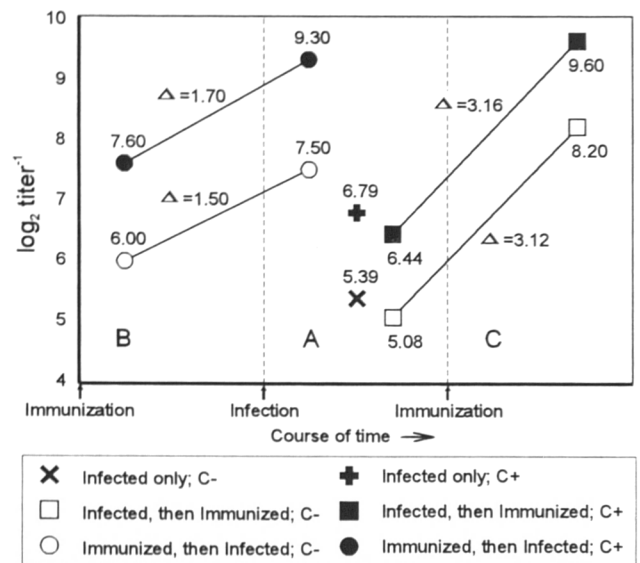 10
9
8
7
6
5
4
log₂ titer⁻¹
9.30
9.60
Δ =1.70
Δ =3.16
7.60
7.50
8.20
Δ =1.50
6.79
6.00
6.44
Δ =3.12
5.39
5.08
B
A
C
Immunization
Infection
Immunization
Course of time
Infected only; C-
Infected only; C+
Infected, then Immunized; C-
Infected, then Immunized; C+
Immunized, then Infected; C-
Immunized, then Infected; C+